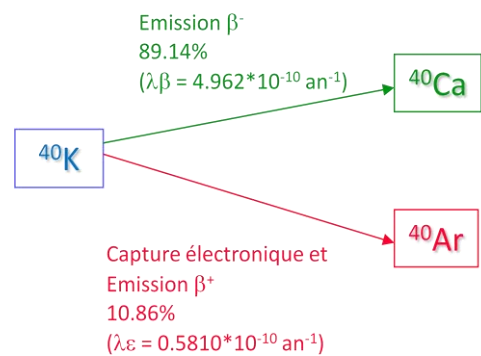 Emission β⁻
89.14%
(λβ = 4.962*10⁻¹⁰ an⁻¹)
⁴⁰Ca
⁴⁰K
⁴⁰Ar
Capture électronique et
Emission β⁺
10.86%
(λε = 0.5810*10⁻¹⁰ an⁻¹)